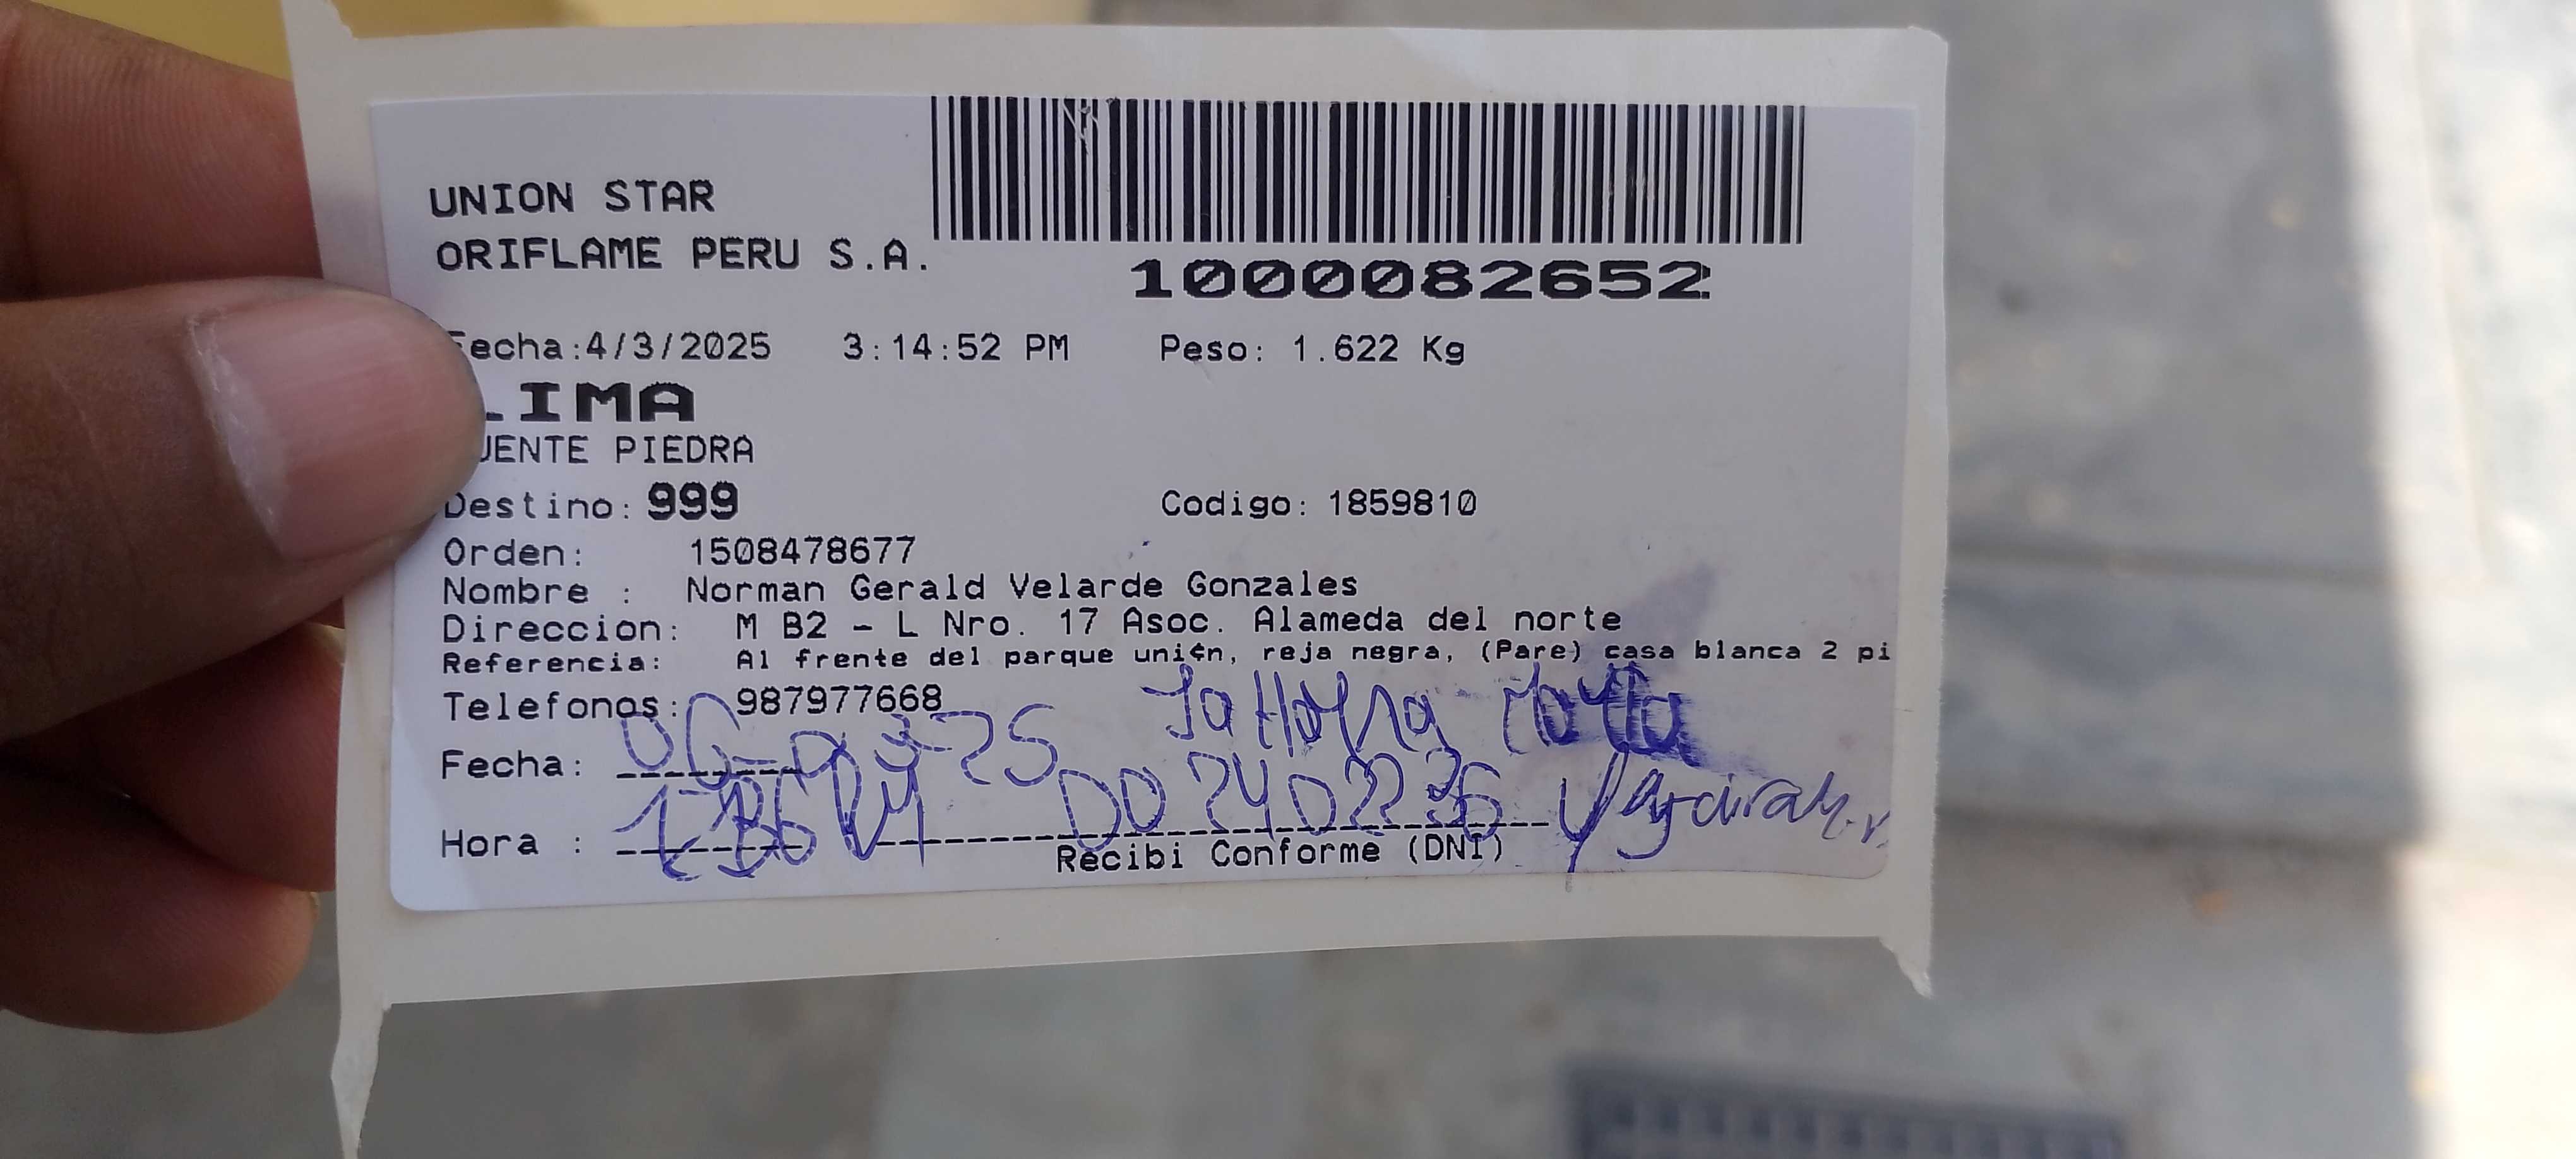 UNION STAR
ORIFLAME PERU S.A.
1000082652
Fecha:4/3/2025 3:14:52 PM Peso: 1.622 Kg
LIMA
UENTE PIEDRA
Destino: 999 Codigo: 1859810
Orden: 1508478677
Nombre : Norman Gerald Velarde Gonzales
Direccion: M B2 - L Nro. 17 Asoc. Alameda del norte
Referencia: Al frente del parque uni¢n, reja negra, (Pare) casa blanca 2 pi
Telefonos: 987977668
Fecha:
Hora :
Recibi Conforme (DNI)